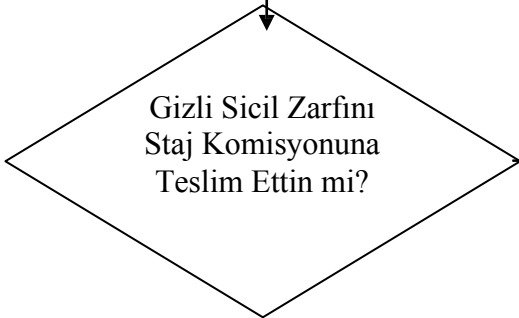 Gizli Sicil Zarfını
Staj Komisyonuna
Teslim Ettin mi?